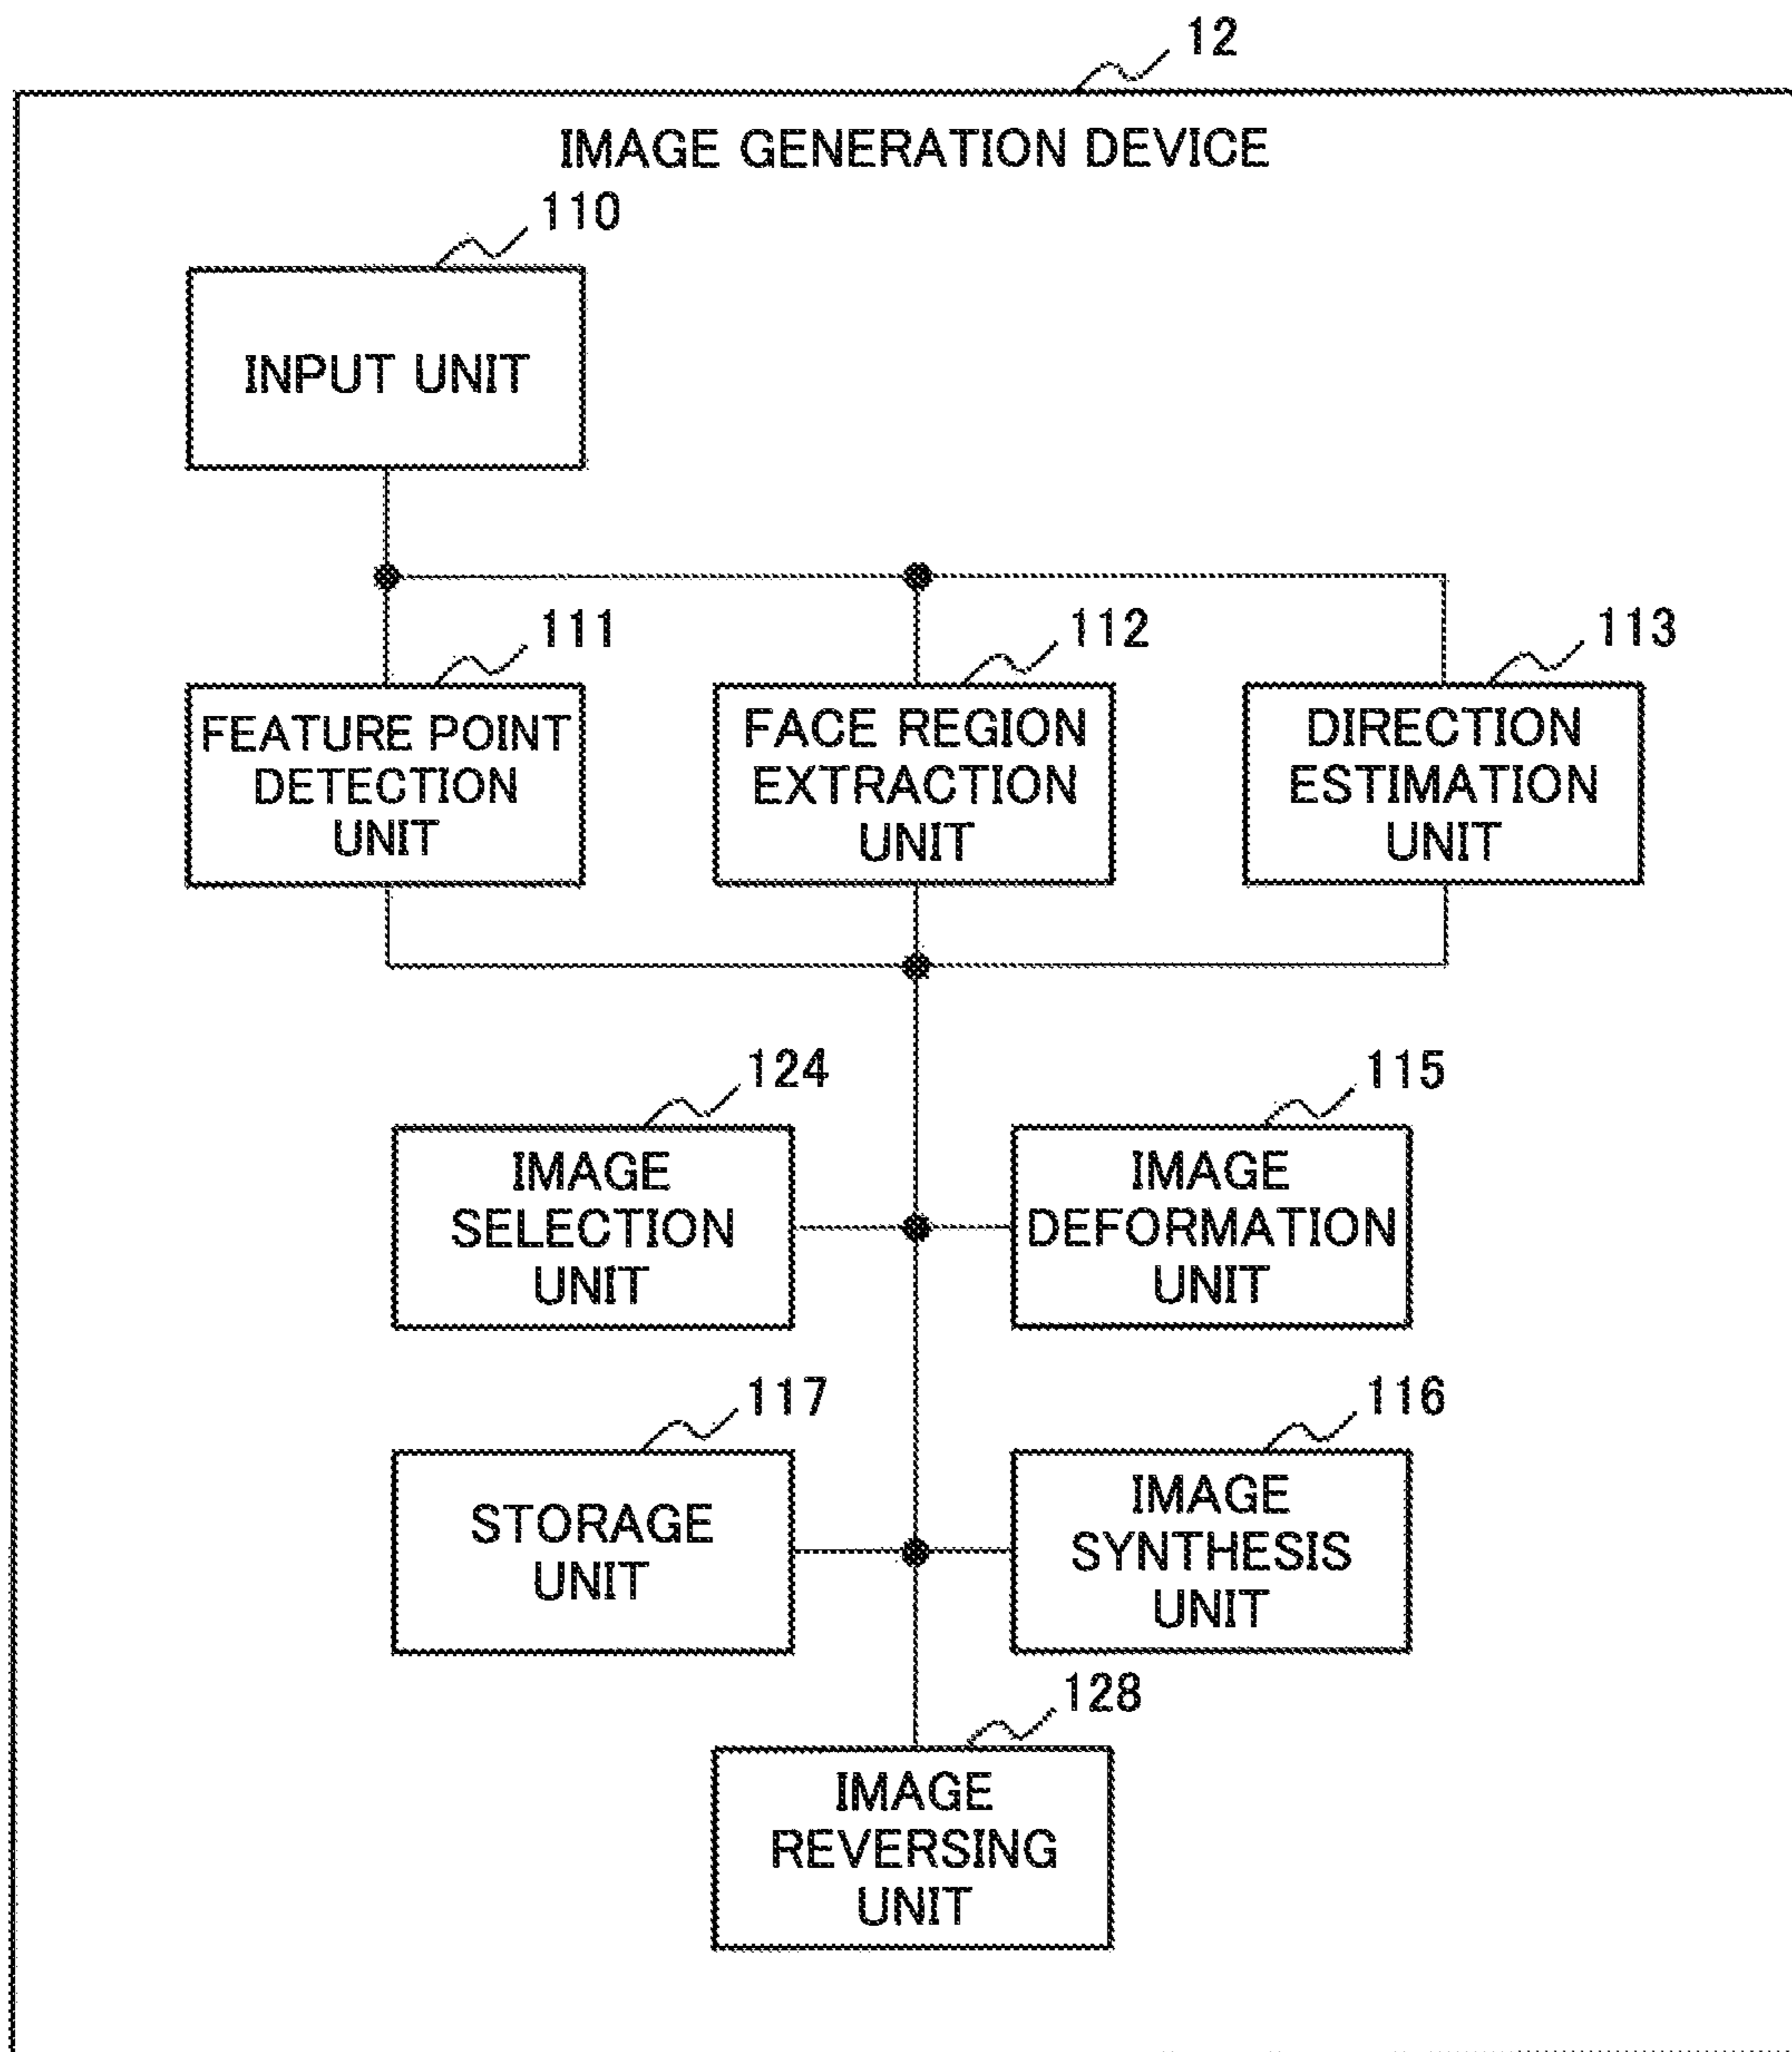 12
IMAGE GENERATION DEVICE
110
INPUT UNIT
111
FEATURE POINT
DETECTION
UNIT
112
FACE REGION
EXTRACTION
UNIT
113
DIRECTION
ESTIMATION
UNIT
124
IMAGE
SELECTION
UNIT
115
IMAGE
DEFORMATION
UNIT
117
STORAGE
UNIT
116
IMAGE
SYNTHESIS
UNIT
128
IMAGE
REVERSING
UNIT